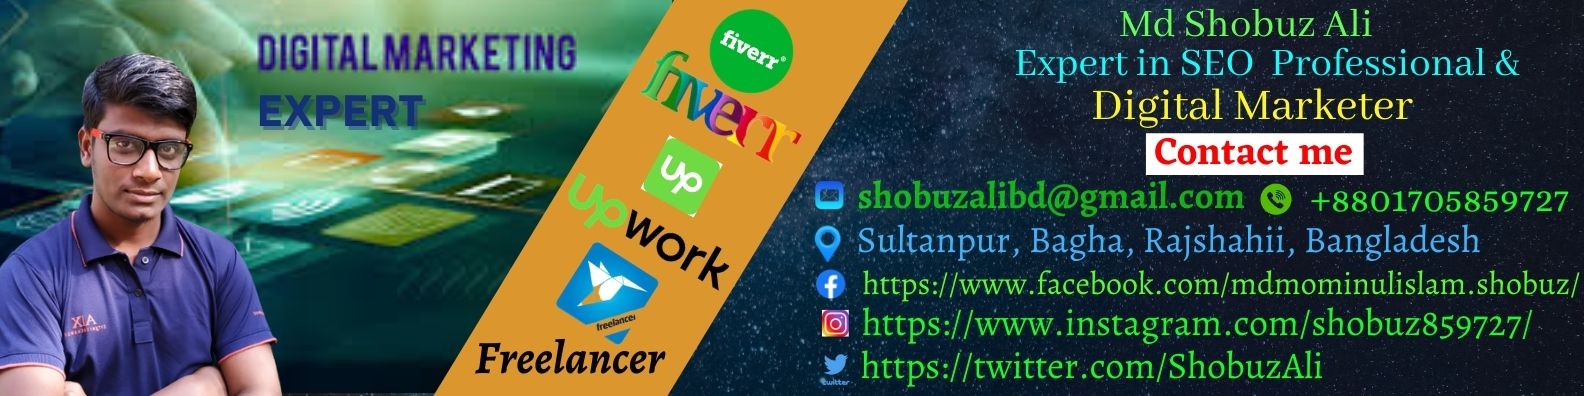 DIGITAL MARKETING
EXPERT
XIA
fiverr®
fiverr
up
upwork
freelancer
Freelancer
Md Shobuz Ali
Expert in SEO Professional &
Digital Marketer
Contact me
shobuzalibd@gmail.com +8801705859727
Sultanpur, Bagha, Rajshahii, Bangladesh
https://www.facebook.com/mdmominulislam.shobuz/
https://www.instagram.com/shobuz859727/
https://twitter.com/ShobuzAli
twitter